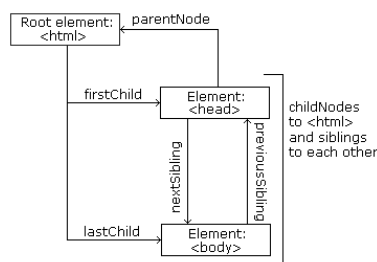 Root element:
<html>
parentNode
firstChild
Element:
<head>
nextSibling
previousSibling
childNodes
to <html>
and siblings
to each other
lastChild
Element:
<body>